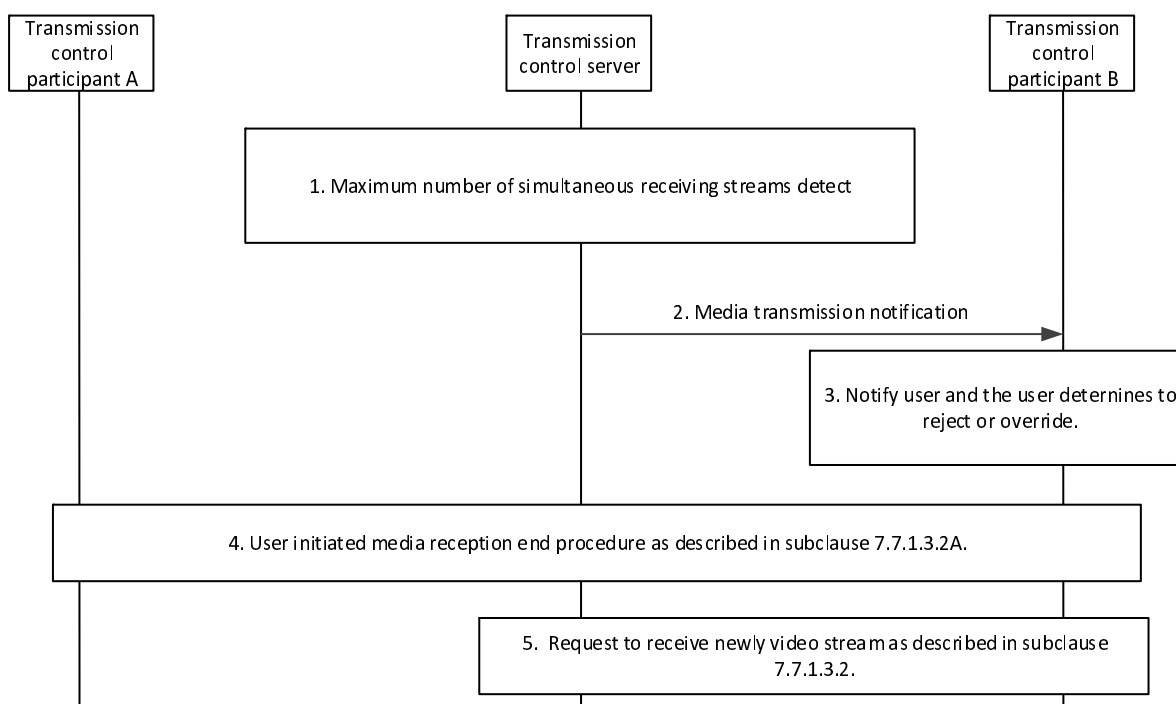 Transmission
control
participant A
Transmission
control server
Transmission
control
participant B
1. Maximum number of simultaneous receiving streams detect
2. Media transmission notification
3. Notify user and the user deternines to
reject or override.
4. User initiated media reception end procedure as described in subclause 7.7.1.3.2A.
5. Request to receive newly video stream as described in subclause
7.7.1.3.2.